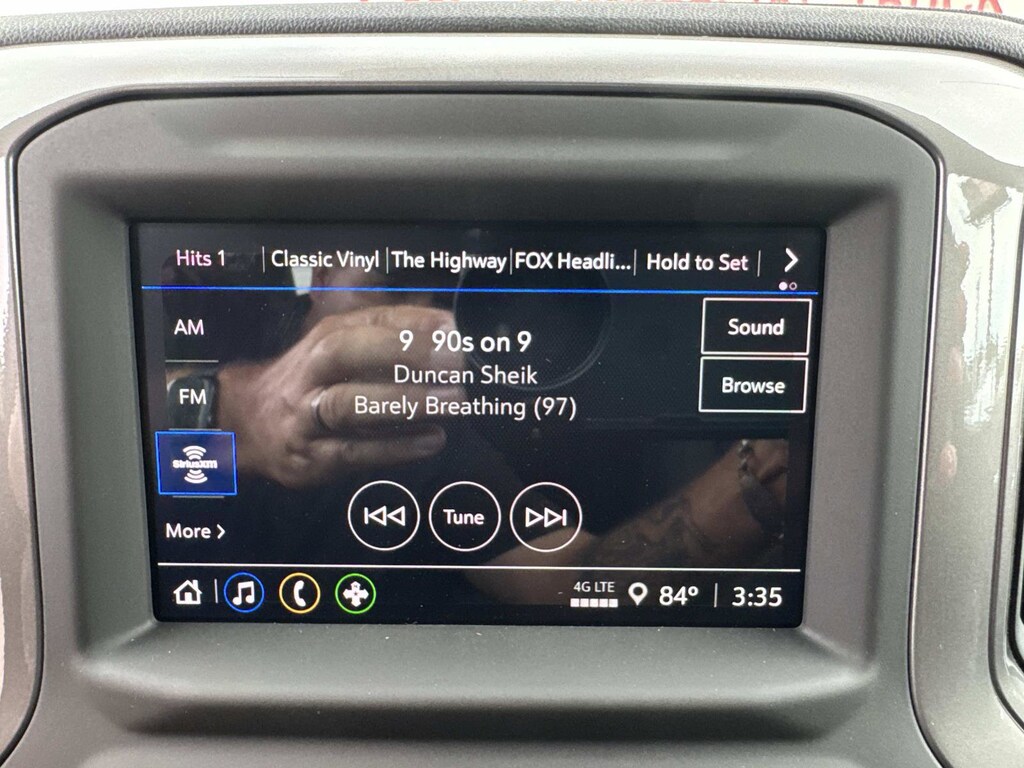 TRUCK
Hits 1 Classic Vinyl The Highway FOX Headli... Hold to Set
AM
9 90s on 9
Sound
Duncan Sheik
Browse
FM
Barely Breathing (97)
SiriusXM
Tune
More
4G LTE
84° 3:35